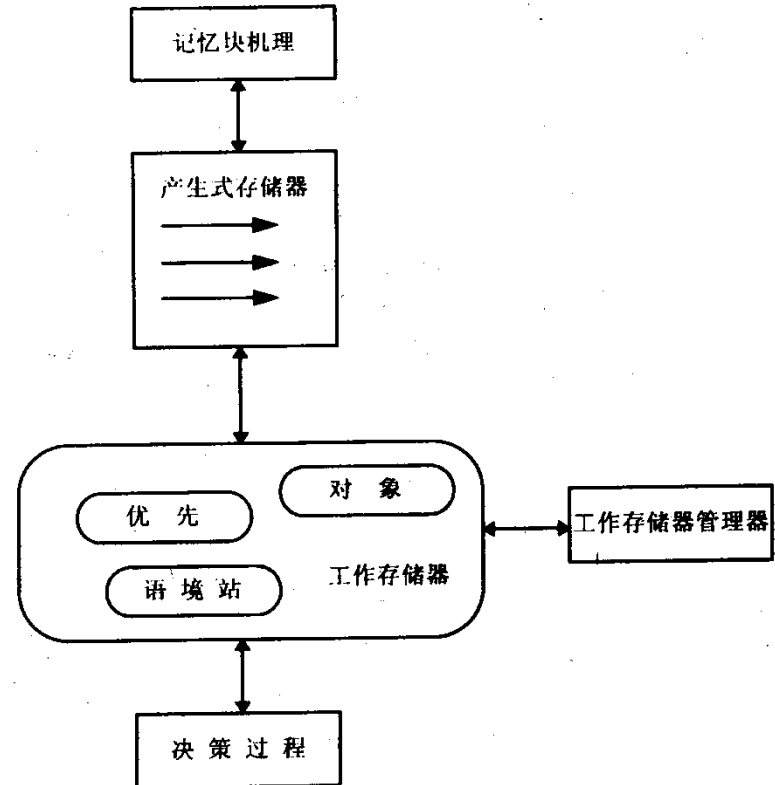 记忆块机理
产生式存储器
对 象
优 先
工作存储器管理器
语 境 站
工作存储器
决 策 过 程